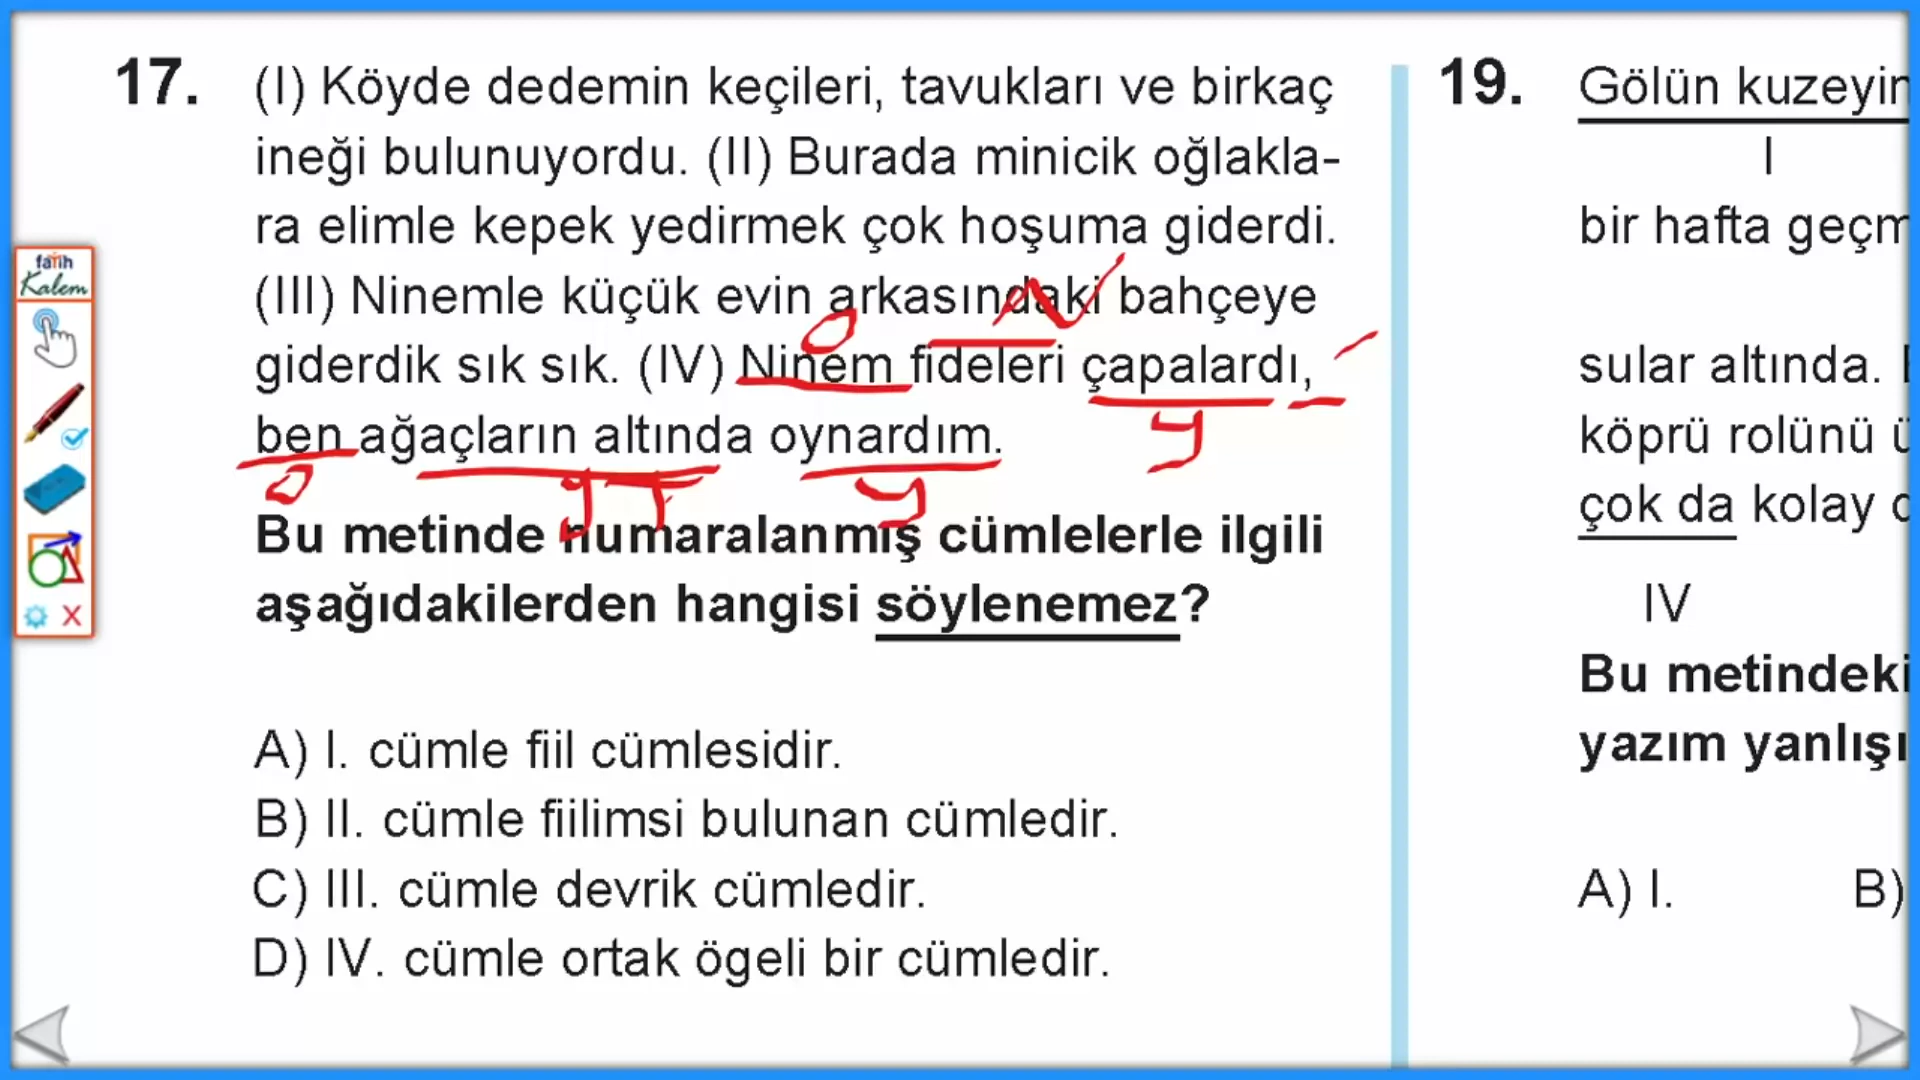 17. (I) Köyde dedemin keçileri, tavukları ve birkaç
ineği bulunuyordu. (II) Burada minicik oğlakla-
ra elimle kepek yedirmek çok hoşuma giderdi.
(III) Ninemle küçük evin arkasındaki bahçeye
giderdik sık sık. (IV) Ninem fideleri çapalardı,
ben ağaçların altında oynardım.
Bu metinde numaralanmış cümlelerle ilgili
aşağıdakilerden hangisi söylenemez?
A) I. cümle fiil cümlesidir.
B) II. cümle fiilimsi bulunan cümledir.
C) III. cümle devrik cümledir.
D) IV. cümle ortak ögeli bir cümledir.
19. Gölün kuzeyin
I
bir hafta geçm
sular altında.
köprü rolünü ü
çok da kolay
IV
Bu metindeki
yazım yanlışı
A) I. B)
fatih
Kalem
Ö
N
Y
Ö
YT
Y